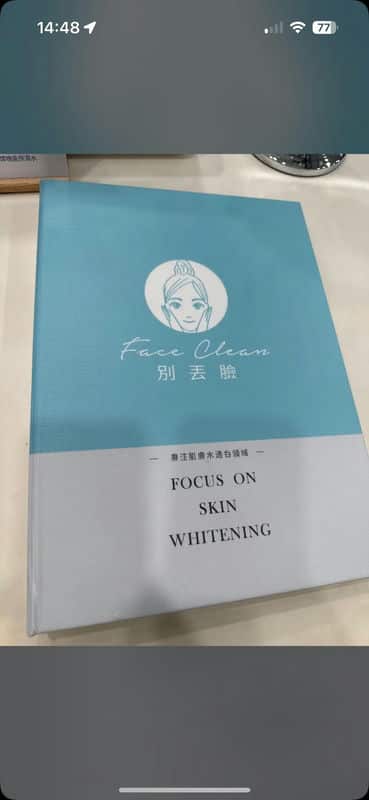 14:48
77
Face Clean
別丟臉
— 專注肌膚水透白領域 —
FOCUS ON
SKIN
WHITENING